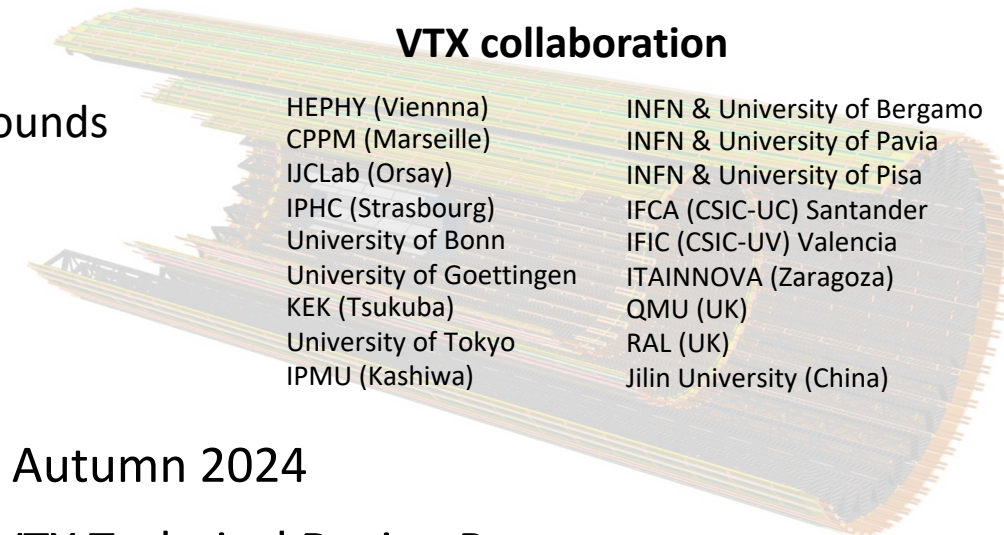 VTX collaboration
ounds
HEPHY (Viennna)
CPPM (Marseille)
IJCLab (Orsay)
IPHC (Strasbourg)
University of Bonn
University of Goettingen
KEK (Tsukuba)
University of Tokyo
IPMU (Kashiwa)
INFN & University of Bergamo
INFN & University of Pavia
INFN & University of Pisa
IFCA (CSIC-UC) Santander
IFIC (CSIC-UV) Valencia
ITAINNOVA (Zaragoza)
QMU (UK)
RAL (UK)
Jilin University (China)
Autumn 2024